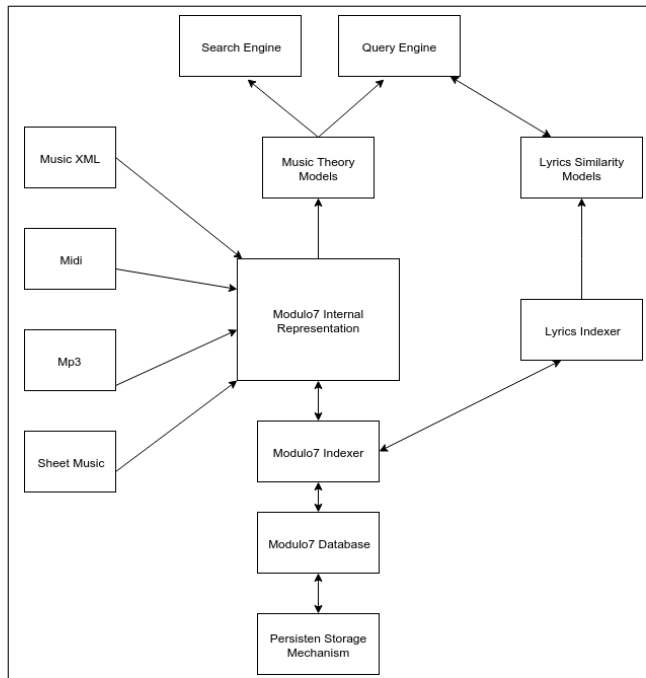 Search Engine
Query Engine
Music XML
Music Theory
Models
Lyrics Similarity
Models
Midi
Modulo7 Internal
Representation
Lyrics Indexer
Mp3
Sheet Music
Modulo7 Indexer
Modulo7 Database
Persisten Storage
Mechanism